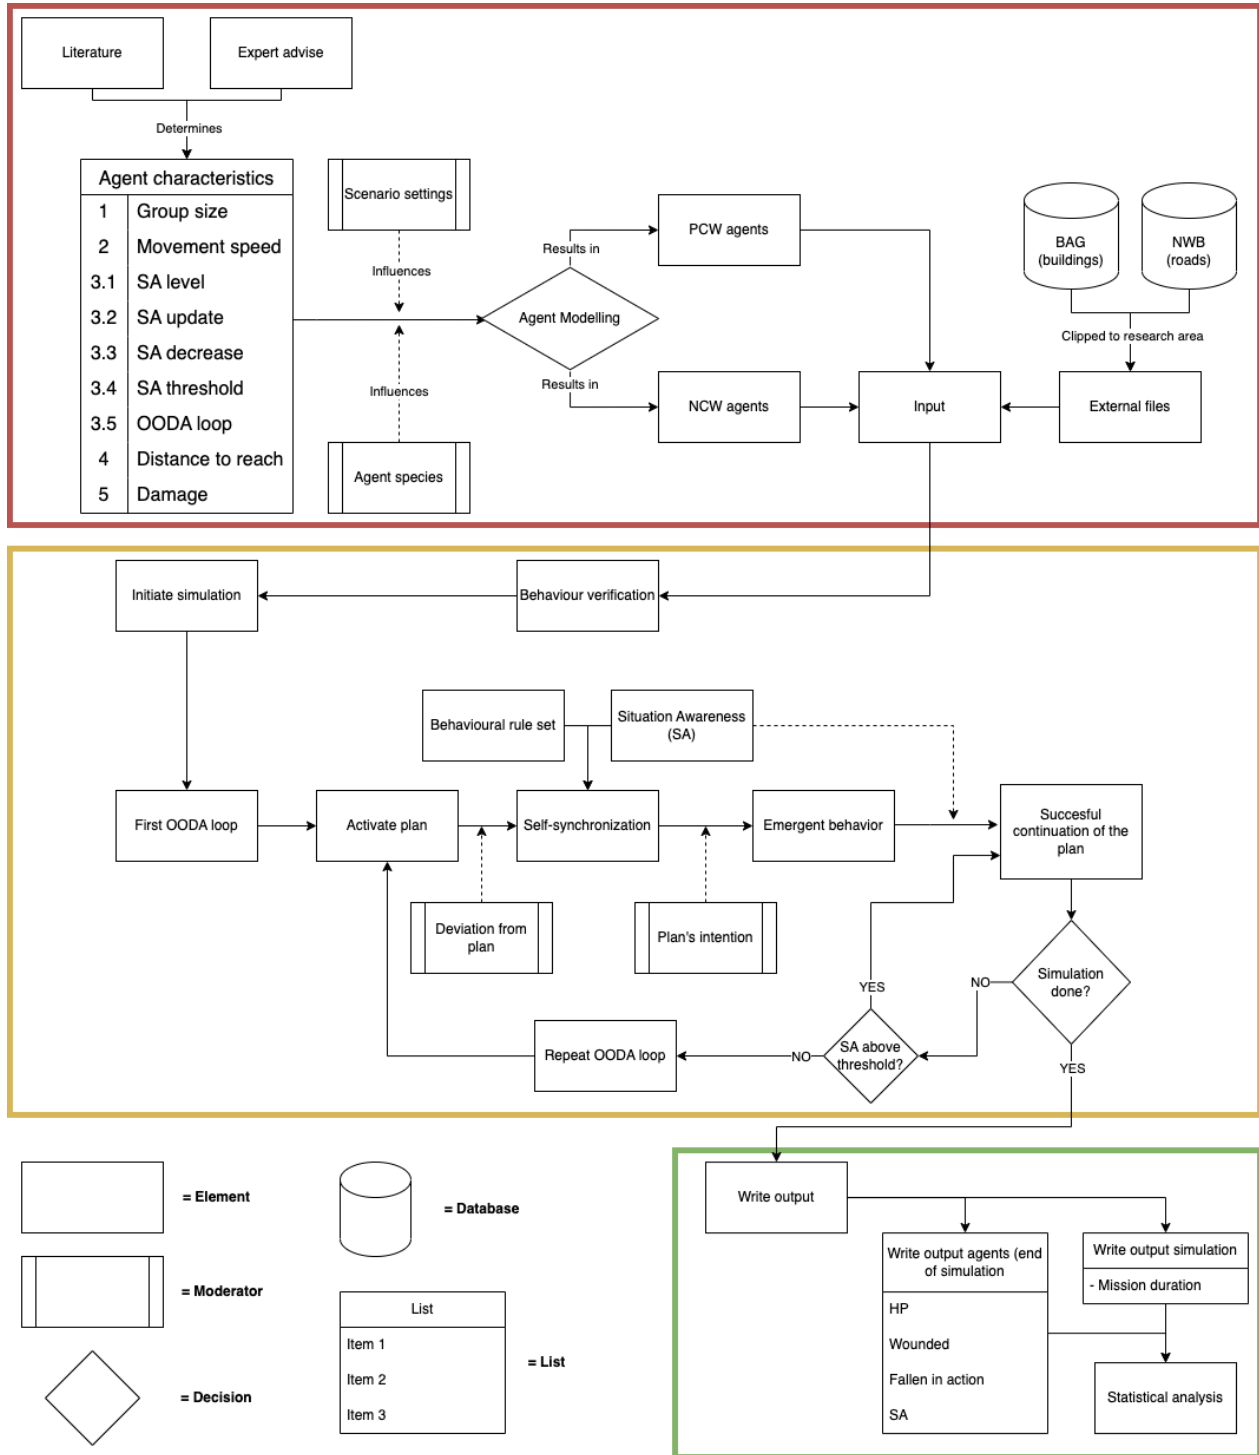 Literature
Expert advise
Determines
Agent characteristics
1 Group size
2 Movement speed
3.1 SA level
3.2 SA update
3.3 SA decrease
3.4 SA threshold
3.5 OODA loop
4 Distance to reach
5 Damage
Scenario settings
Influences
Influences
Agent species
Agent Modelling
Results in
Results in
PCW agents
NCW agents
BAG
(buildings)
NWB
(roads)
Clipped to research area
Input
External files
Initiate simulation
Behaviour verification
Behavioural rule set
Situation Awareness
(SA)
First OODA loop
Activate plan
Self-synchronization
Emergent behavior
Succesful
continuation of the
plan
Deviation from
plan
Plan's intention
Simulation
done?
NO
YES
SA above
threshold?
YES
NO
Repeat OODA loop
Write output
Write output agents (end
of simulation
HP
Wounded
Fallen in action
SA
Write output simulation
- Mission duration
Statistical analysis
= Element
= Database
= Moderator
List
Item 1
Item 2
Item 3
= List
= Decision